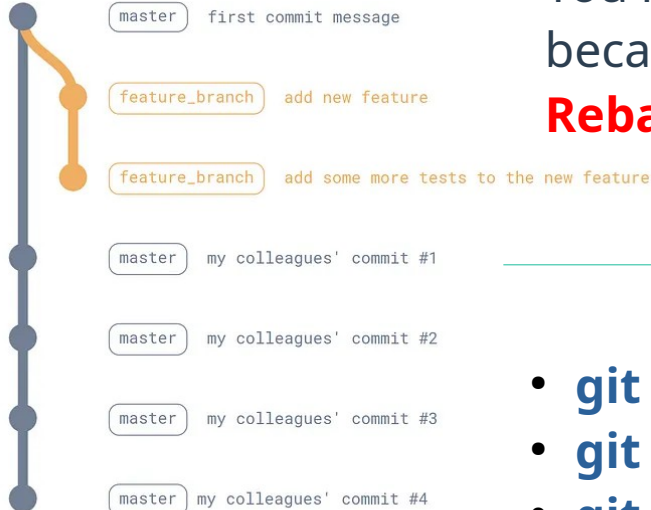 master first commit message
feature_branch add new feature
feature_branch add some more tests to the new feature
master my colleagues' commit #1
master my colleagues' commit #2
master my colleagues' commit #3
master my colleagues' commit #4
You
beca
Reba
• git
• git
• git